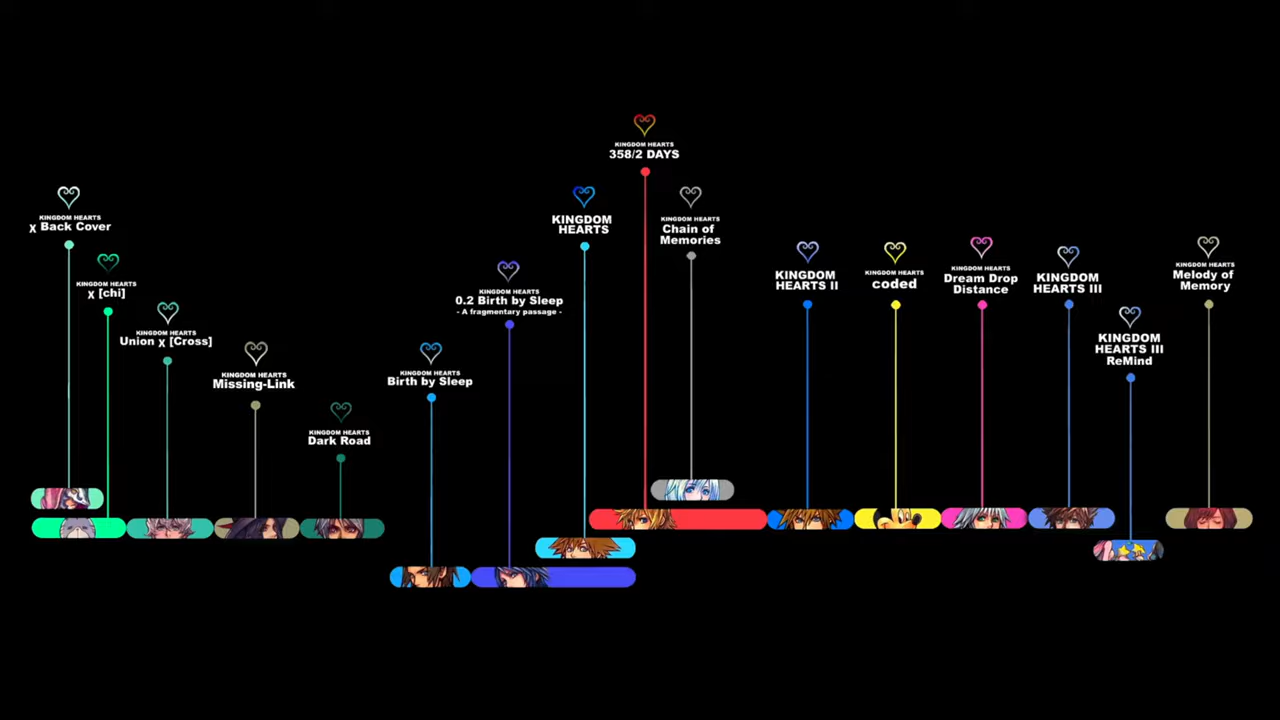 KINGDOM HEARTS
χ Back Cover
KINGDOM HEARTS
χ [chi]
KINGDOM HEARTS
Union χ [Cross]
KINGDOM HEARTS
Missing-Link
KINGDOM HEARTS
Dark Road
KINGDOM HEARTS
Birth by Sleep
KINGDOM HEARTS
0.2 Birth by Sleep
- A fragmentary passage -
KINGDOM
HEARTS
KINGDOM HEARTS
358/2 DAYS
KINGDOM HEARTS
Chain of
Memories
KINGDOM
HEARTS II
KINGDOM HEARTS
coded
KINGDOM HEARTS
Dream Drop
Distance
KINGDOM
HEARTS III
KINGDOM
HEARTS III
ReMind
KINGDOM HEARTS
Melody of
Memory